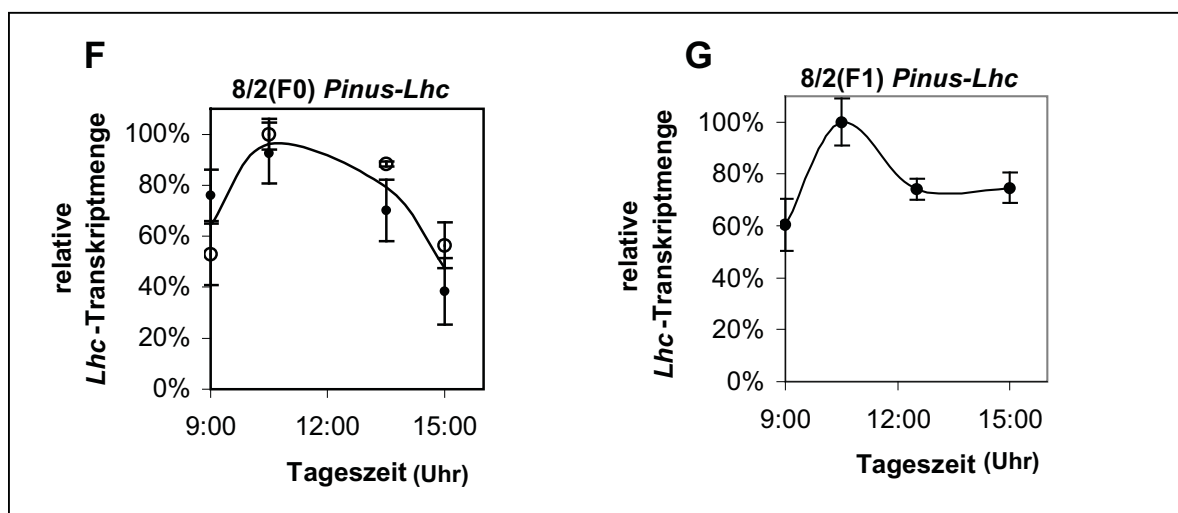 F
8/2(F0) Pinus-Lhc
relative
Lhc-Transkriptmenge
100%
80%
60%
40%
20%
0%
9:00 12:00 15:00
Tageszeit (Uhr)
G
8/2(F1) Pinus-Lhc
relative
Lhc-Transkriptmenge
100%
80%
60%
40%
20%
0%
9:00 12:00 15:00
Tageszeit (Uhr)